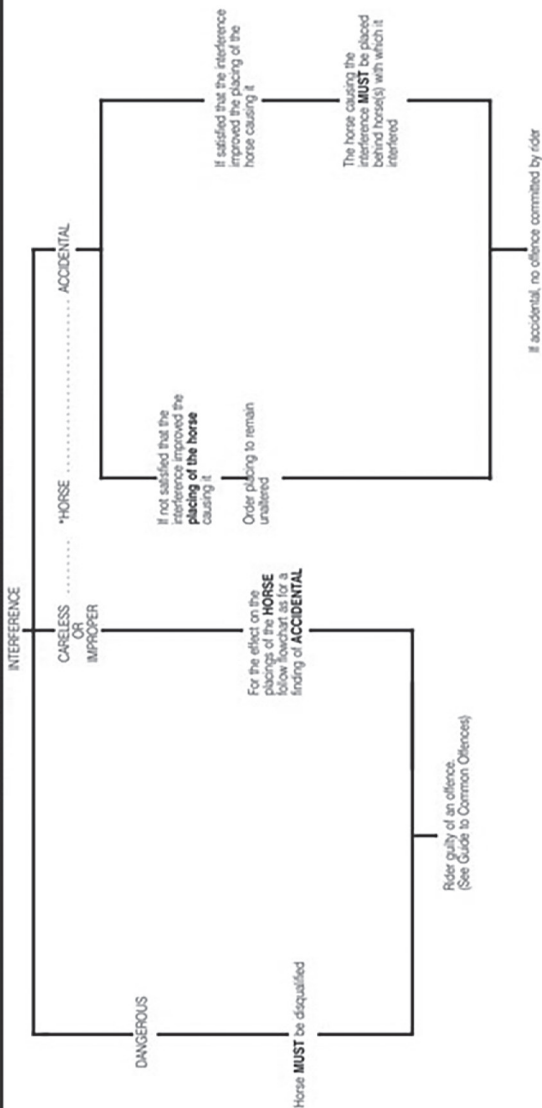 INTERFERENCE
DANGEROUS
Horse MUST be disqualified
CARELESS
OR
IMPROPER
........ *HORSE ........................ ACCIDENTAL
For the effect on the
placings of the HORSE
follow flowchart as for a
finding of ACCIDENTAL
Rider guilty of an offence.
(See Guide to Common Offences)
If not satisfied that the
interference improved the
placing of the horse
causing it
Order placing to remain
unaltered
If satisfied that the interference
improved the placing of the
horse causing it
The horse causing the
interference MUST be placed
behind horse(s) with which it
interfered
If accidental, no offence committed by rider